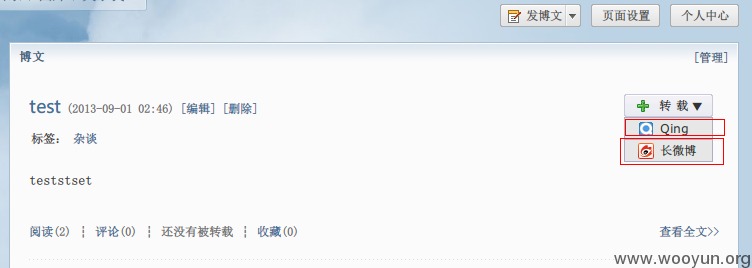 发博文 页面设置 个人中心
博文 [管理]
test (2013-09-01 02:46) [编辑] [删除] 转 载▼
标签： 杂谈 Qing
长微博
teststset
阅读(2) ┆ 评论(0) ┆ 还没有被转载 ┆ 收藏(0) 查看全文>>
www.wooyun.org